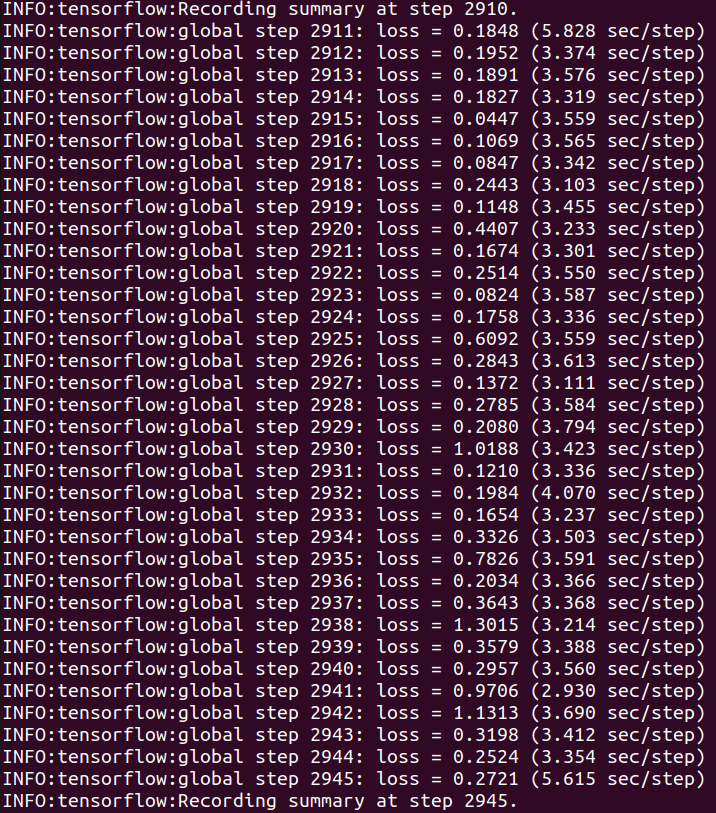 INFO:tensorflow:Recording summary at step 2910.
INFO:tensorflow:global step 2911: loss = 0.1848 (5.828 sec/step)
INFO:tensorflow:global step 2912: loss = 0.1952 (3.374 sec/step)
INFO:tensorflow:global step 2913: loss = 0.1891 (3.576 sec/step)
INFO:tensorflow:global step 2914: loss = 0.1827 (3.319 sec/step)
INFO:tensorflow:global step 2915: loss = 0.0447 (3.559 sec/step)
INFO:tensorflow:global step 2916: loss = 0.1069 (3.565 sec/step)
INFO:tensorflow:global step 2917: loss = 0.0847 (3.342 sec/step)
INFO:tensorflow:global step 2918: loss = 0.2443 (3.103 sec/step)
INFO:tensorflow:global step 2919: loss = 0.1148 (3.455 sec/step)
INFO:tensorflow:global step 2920: loss = 0.4407 (3.233 sec/step)
INFO:tensorflow:global step 2921: loss = 0.1674 (3.301 sec/step)
INFO:tensorflow:global step 2922: loss = 0.2514 (3.550 sec/step)
INFO:tensorflow:global step 2923: loss = 0.0824 (3.587 sec/step)
INFO:tensorflow:global step 2924: loss = 0.1758 (3.336 sec/step)
INFO:tensorflow:global step 2925: loss = 0.6092 (3.559 sec/step)
INFO:tensorflow:global step 2926: loss = 0.2843 (3.613 sec/step)
INFO:tensorflow:global step 2927: loss = 0.1372 (3.111 sec/step)
INFO:tensorflow:global step 2928: loss = 0.2785 (3.584 sec/step)
INFO:tensorflow:global step 2929: loss = 0.2080 (3.794 sec/step)
INFO:tensorflow:global step 2930: loss = 1.0188 (3.423 sec/step)
INFO:tensorflow:global step 2931: loss = 0.1210 (3.336 sec/step)
INFO:tensorflow:global step 2932: loss = 0.1984 (4.070 sec/step)
INFO:tensorflow:global step 2933: loss = 0.1654 (3.237 sec/step)
INFO:tensorflow:global step 2934: loss = 0.3326 (3.503 sec/step)
INFO:tensorflow:global step 2935: loss = 0.7826 (3.591 sec/step)
INFO:tensorflow:global step 2936: loss = 0.2034 (3.366 sec/step)
INFO:tensorflow:global step 2937: loss = 0.3643 (3.368 sec/step)
INFO:tensorflow:global step 2938: loss = 1.3015 (3.214 sec/step)
INFO:tensorflow:global step 2939: loss = 0.3579 (3.388 sec/step)
INFO:tensorflow:global step 2940: loss = 0.2957 (3.560 sec/step)
INFO:tensorflow:global step 2941: loss = 0.9706 (2.930 sec/step)
INFO:tensorflow:global step 2942: loss = 1.1313 (3.690 sec/step)
INFO:tensorflow:global step 2943: loss = 0.3198 (3.412 sec/step)
INFO:tensorflow:global step 2944: loss = 0.2524 (3.354 sec/step)
INFO:tensorflow:global step 2945: loss = 0.2721 (5.615 sec/step)
INFO:tensorflow:Recording summary at step 2945.